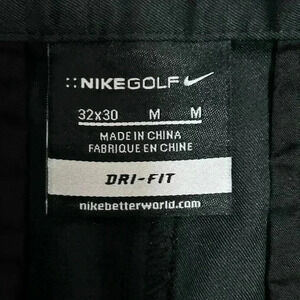 NIKEGOLF
32x30 M M
MADE IN CHINA
FABRIQUE EN CHINE
DRI-FIT
nikebetterworld.com